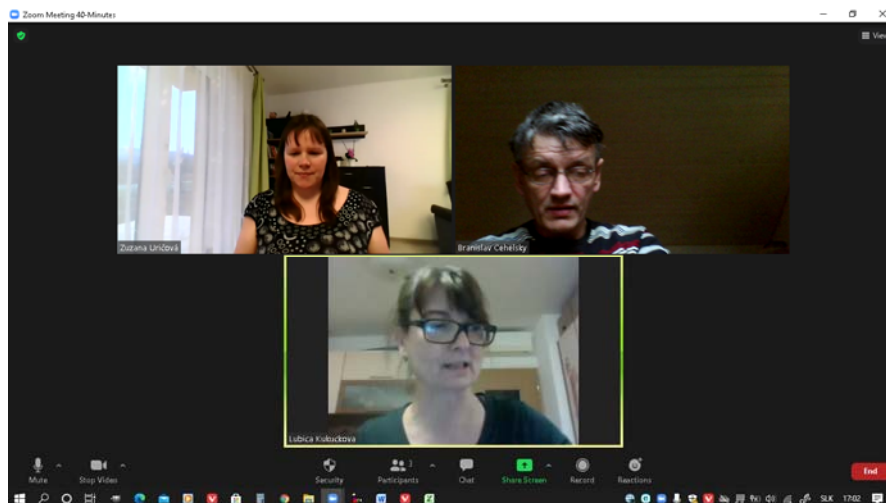 Zoom Meeting 40-Minutes
View
Zuzana Uričová
Branislav Cehelsky
Lubica Kukuckova
Mute
Stop Video
Security
Participants
3
Chat
Share Screen
Record
Reactions
End
SLK
17:02